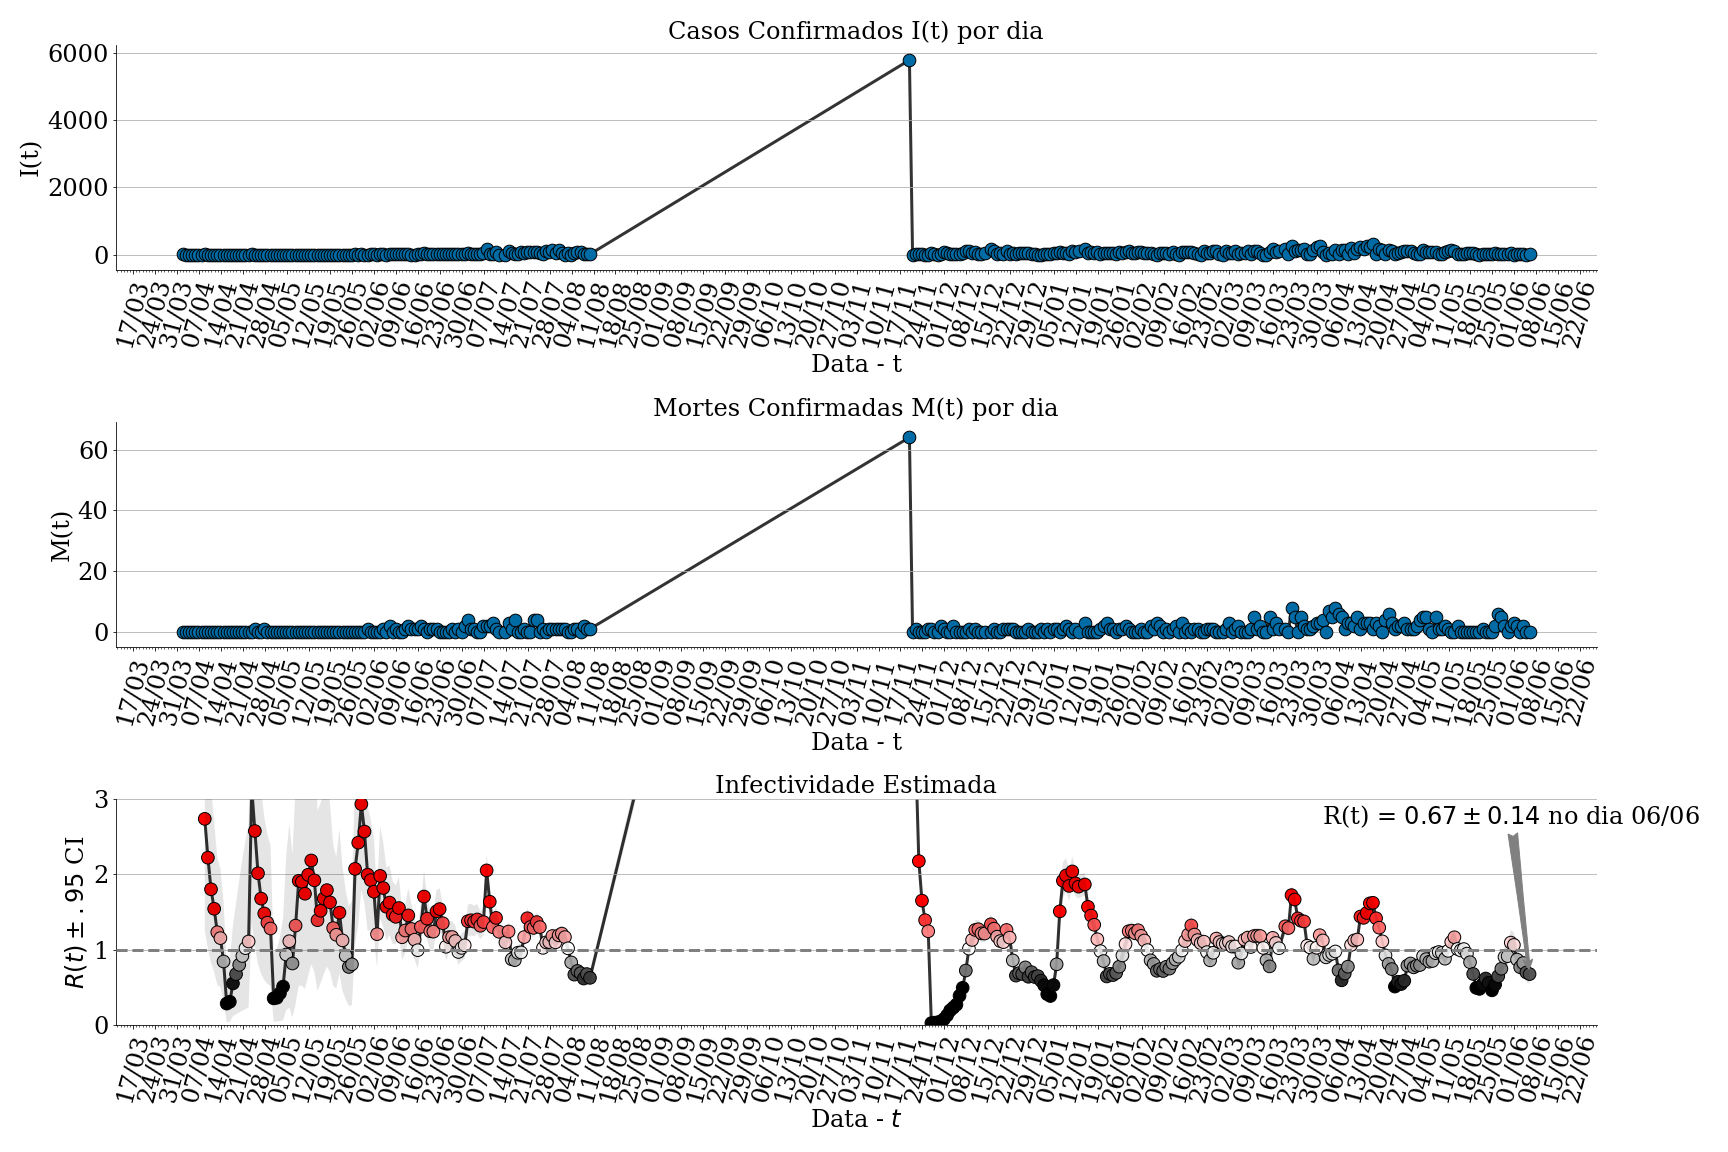 Casos Confirmados I(t) por dia
6000
4000
2000
0
I(t)
17/03 24/03 31/03 07/04 14/04 21/04 28/04 05/05 12/05 19/05 26/05 02/06 09/06 16/06 23/06 30/06 07/07 14/07 21/07 28/07 04/08 11/08 18/08 25/08 01/09 08/09 15/09 22/09 29/09 06/10 13/10 20/10 27/10 03/11 10/11 17/11 24/11 01/12 08/12 15/12 22/12 29/12 05/01 12/01 19/01 26/01 02/02 09/02 16/02 23/02 02/03 09/03 16/03 23/03 30/03 06/04 13/04 20/04 27/04 04/05 11/05 18/05 25/05 01/06 08/06 15/06 22/06
Data - t
Mortes Confirmadas M(t) por dia
60
40
20
0
M(t)
17/03 24/03 31/03 07/04 14/04 21/04 28/04 05/05 12/05 19/05 26/05 02/06 09/06 16/06 23/06 30/06 07/07 14/07 21/07 28/07 04/08 11/08 18/08 25/08 01/09 08/09 15/09 22/09 29/09 06/10 13/10 20/10 27/10 03/11 10/11 17/11 24/11 01/12 08/12 15/12 22/12 29/12 05/01 12/01 19/01 26/01 02/02 09/02 16/02 23/02 02/03 09/03 16/03 23/03 30/03 06/04 13/04 20/04 27/04 04/05 11/05 18/05 25/05 01/06 08/06 15/06 22/06
Data - t
Infectividade Estimada
3
2
1
0
R(t) ± .95 CI
R(t) = 0.67 ± 0.14 no dia 06/06
17/03 24/03 31/03 07/04 14/04 21/04 28/04 05/05 12/05 19/05 26/05 02/06 09/06 16/06 23/06 30/06 07/07 14/07 21/07 28/07 04/08 11/08 18/08 25/08 01/09 08/09 15/09 22/09 29/09 06/10 13/10 20/10 27/10 03/11 10/11 17/11 24/11 01/12 08/12 15/12 22/12 29/12 05/01 12/01 19/01 26/01 02/02 09/02 16/02 23/02 02/03 09/03 16/03 23/03 30/03 06/04 13/04 20/04 27/04 04/05 11/05 18/05 25/05 01/06 08/06 15/06 22/06
Data - t